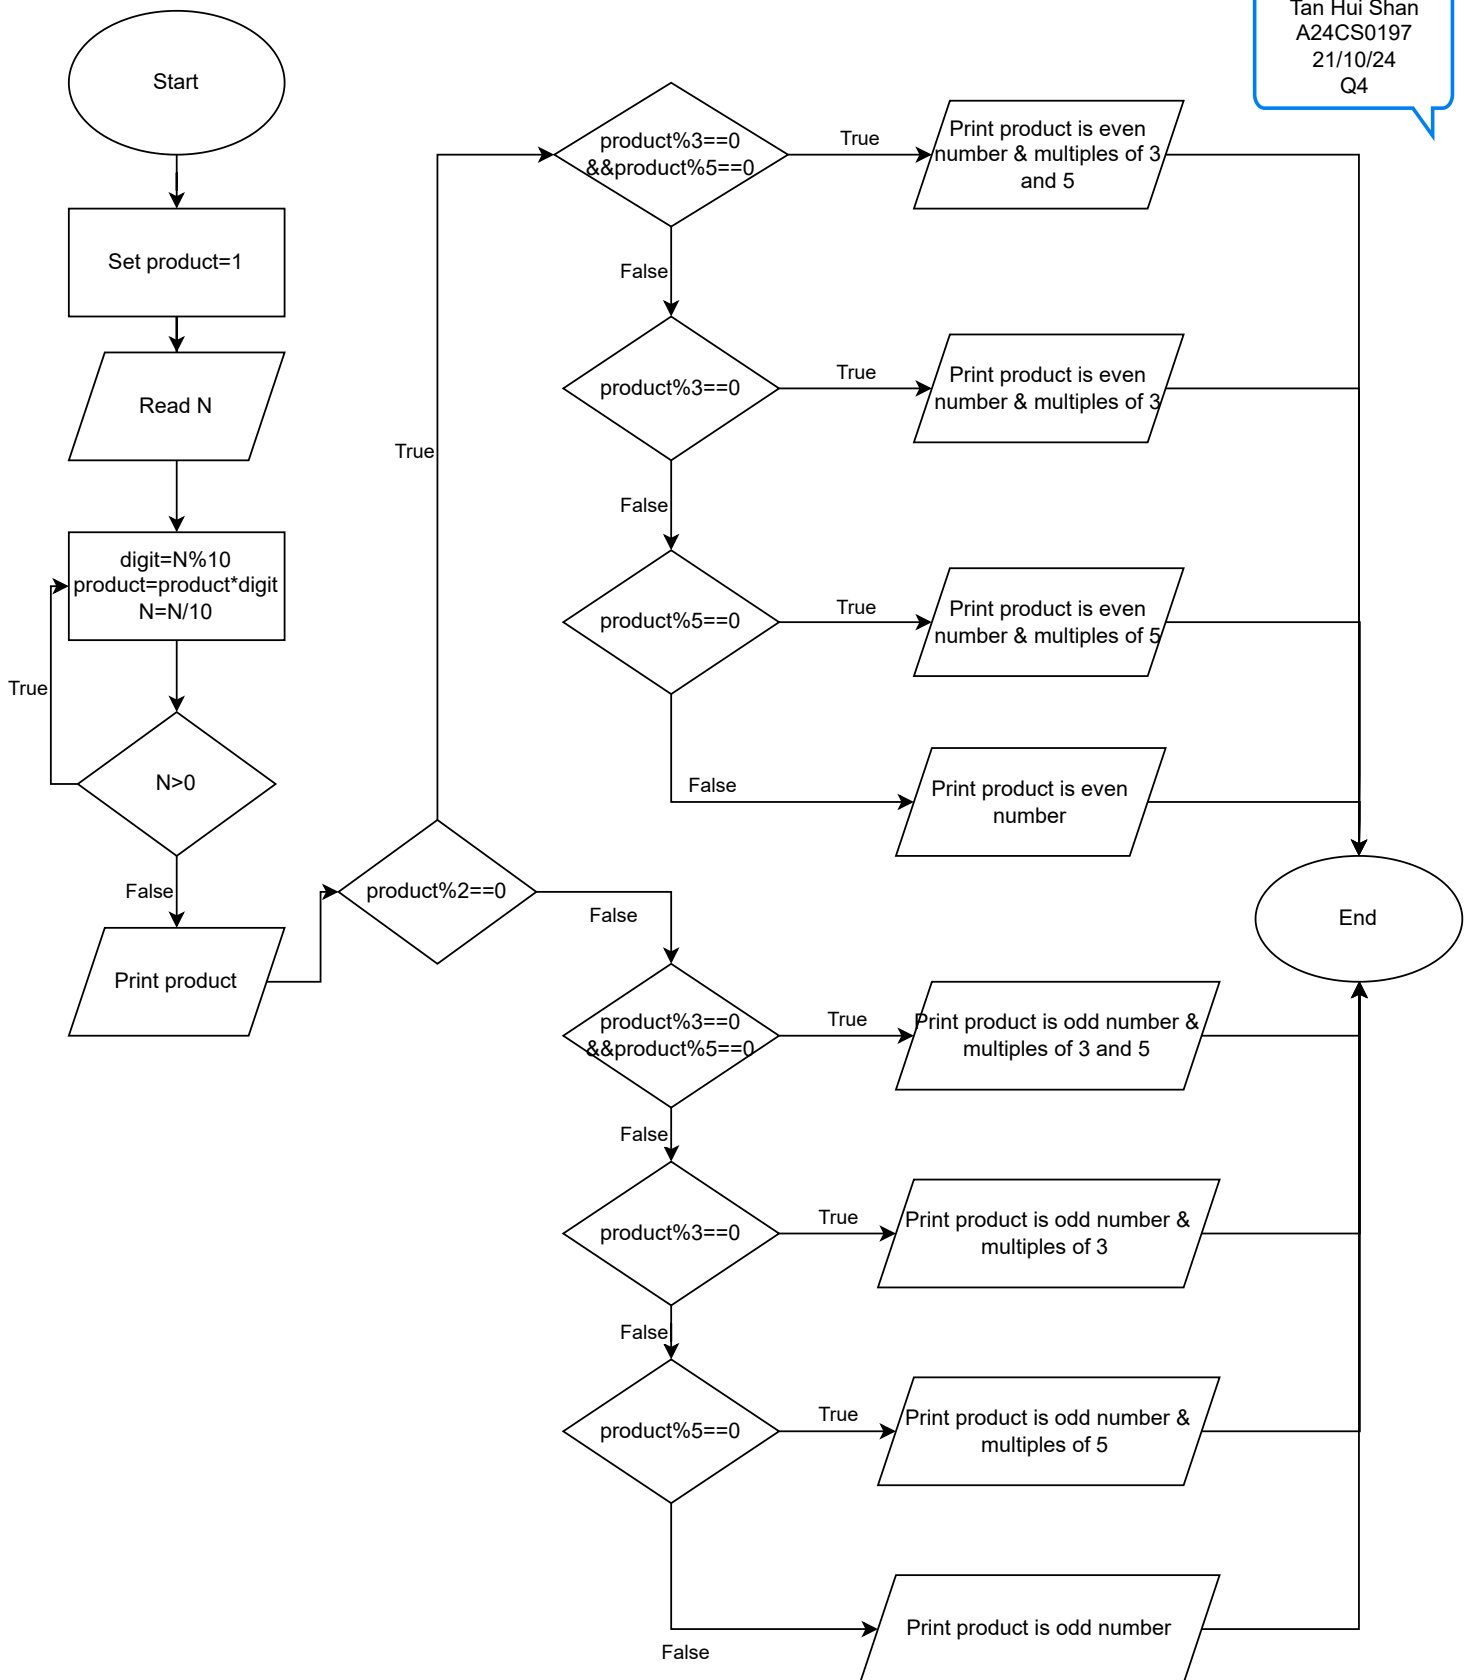 Tan Hui Shan
A24CS0197
21/10/24
Q4
Start
Set product=1
Read N
digit=N%10
product=product*digit
N=N/10
True
N>0
False
Print product
product%2==0
True
False
product%3==0
&&product%5==0
True
Print product is even
number & multiples of 3
and 5
False
product%3==0
True
Print product is even
number & multiples of 3
False
product%5==0
True
Print product is even
number & multiples of 5
False
Print product is even
number
End
product%3==0
&&product%5==0
True
Print product is odd number &
multiples of 3 and 5
False
product%3==0
True
Print product is odd number &
multiples of 3
False
product%5==0
True
Print product is odd number &
multiples of 5
False
Print product is odd number